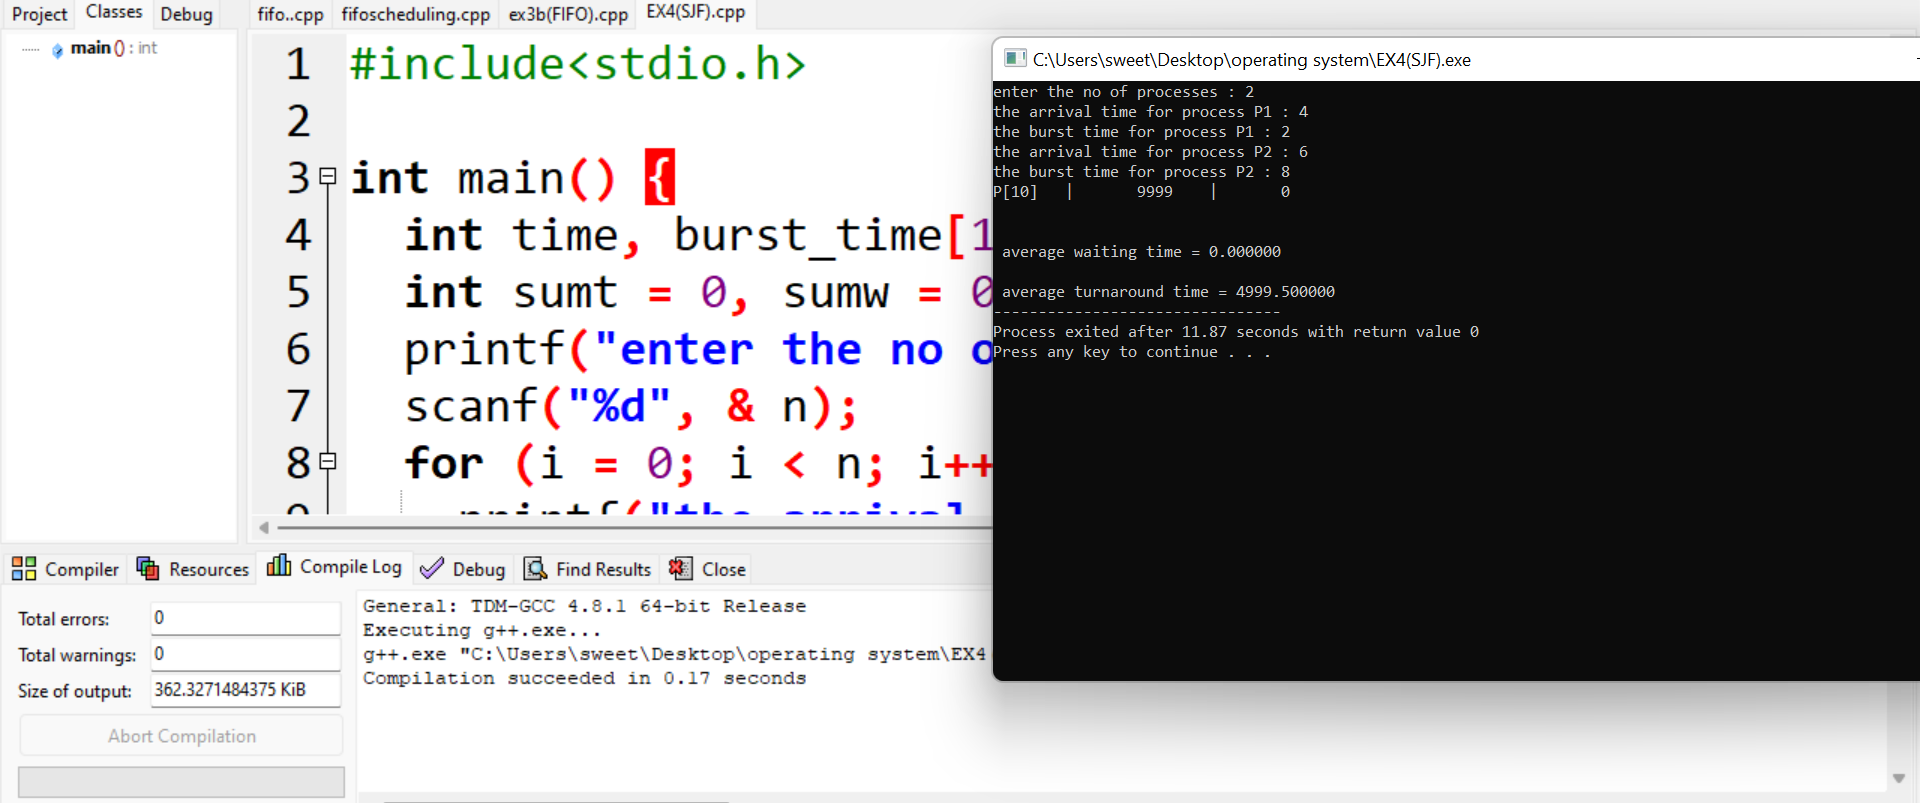 Project Classes Debug
fifo..cpp fifoscheduling.cpp ex3b(FIFO).cpp EX4(SJF).cpp
main () : int
1 #include<stdio.h>
2
3 int main() {
4 int time, burst_time[1
5 int sumt = 0, sumw = 0
6 printf("enter the no o
7 scanf("%d", & n);
8 for (i = 0; i < n; i++
9 printf("the arrival
C:\Users\sweet\Desktop\operating system\EX4(SJF).exe
enter the no of processes : 2
the arrival time for process P1 : 4
the burst time for process P1 : 2
the arrival time for process P2 : 6
the burst time for process P2 : 8
P[10] | 9999 | 0
average waiting time = 0.000000
average turnaround time = 4999.500000
--------------------------------
Process exited after 11.87 seconds with return value 0
Press any key to continue . . .
Compiler Resources Compile Log Debug Find Results Close
Total errors: 0
Total warnings: 0
Size of output: 362.3271484375 KiB
Abort Compilation
General: TDM-GCC 4.8.1 64-bit Release
Executing g++.exe...
g++.exe "C:\Users\sweet\Desktop\operating system\EX4
Compilation succeeded in 0.17 seconds